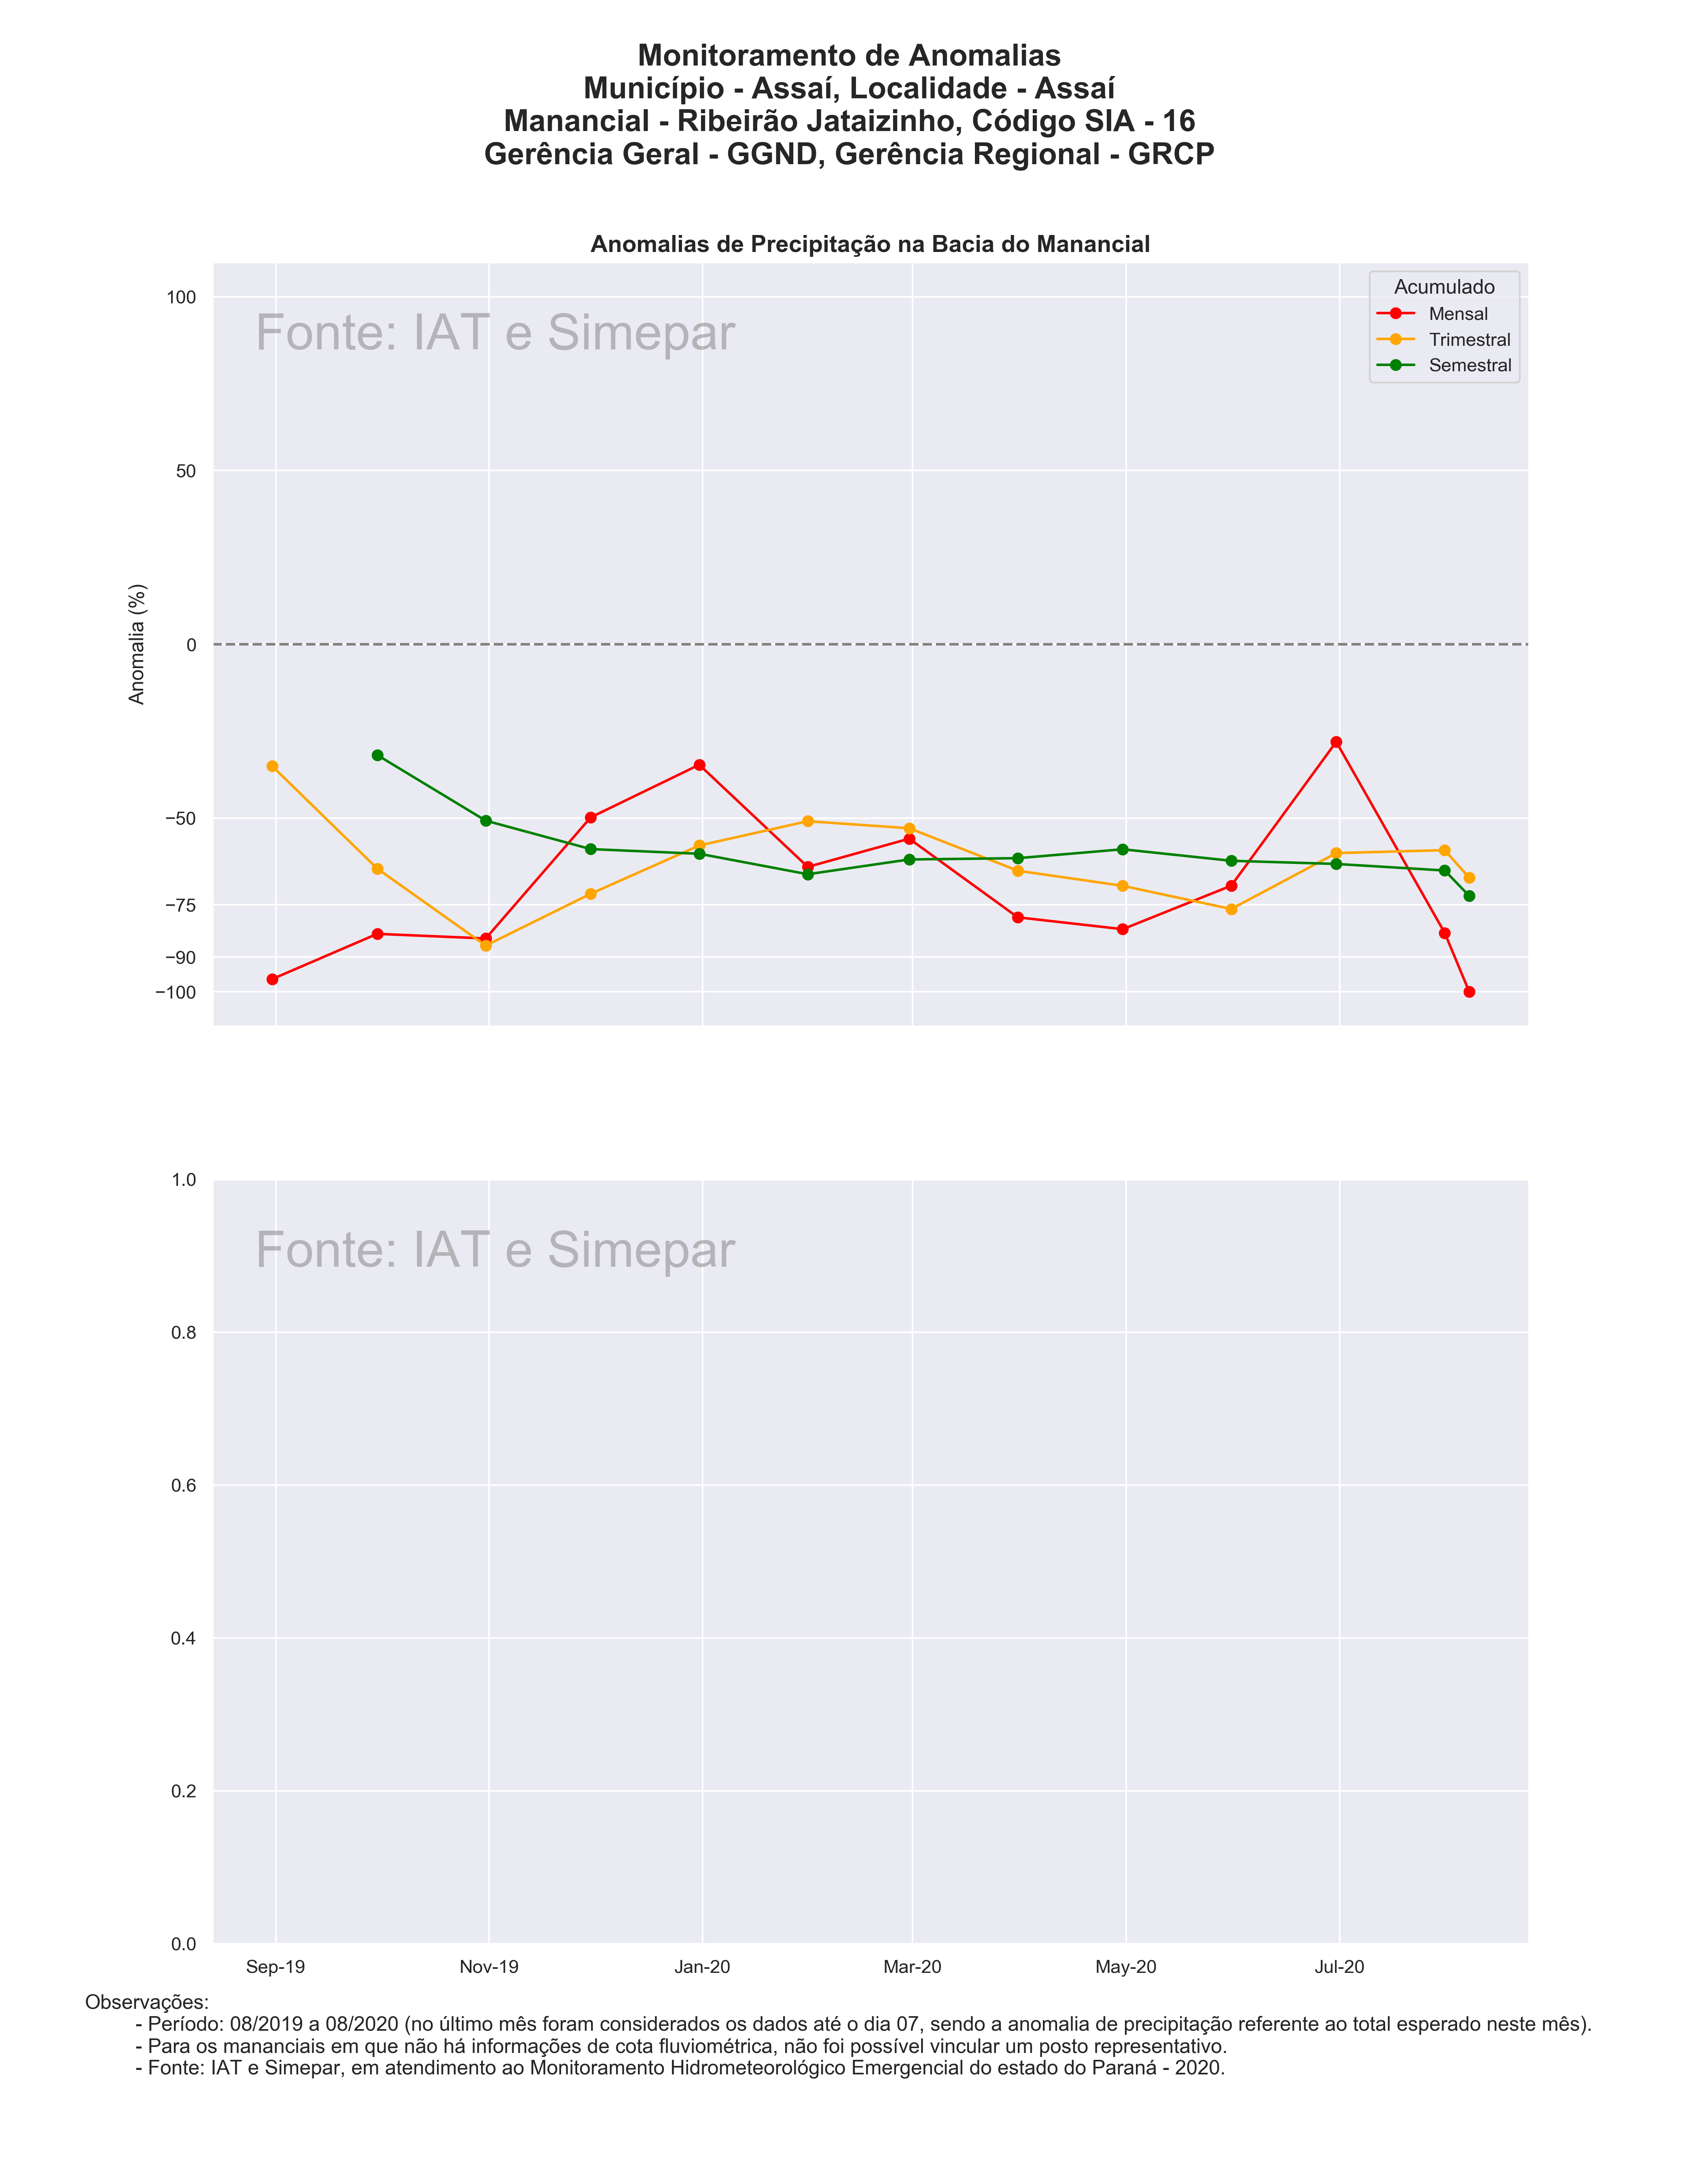 Monitoramento de Anomalias
Município - Assaí, Localidade - Assaí
Manancial - Ribeirão Jataizinho, Código SIA - 16
Gerência Geral - GGND, Gerência Regional - GRCP
Anomalias de Precipitação na Bacia do Manancial
Fonte: IAT e Simepar
Acumulado
Mensal
Trimestral
Semestral
Anomalia (%)
100
50
0
−50
−75
−90
−100
Fonte: IAT e Simepar
1.0
0.8
0.6
0.4
0.2
0.0
Sep-19 Nov-19 Jan-20 Mar-20 May-20 Jul-20
Observações:
- Período: 08/2019 a 08/2020 (no último mês foram considerados os dados até o dia 07, sendo a anomalia de precipitação referente ao total esperado neste mês).
- Para os mananciais em que não há informações de cota fluviométrica, não foi possível vincular um posto representativo.
- Fonte: IAT e Simepar, em atendimento ao Monitoramento Hidrometeorológico Emergencial do estado do Paraná - 2020.